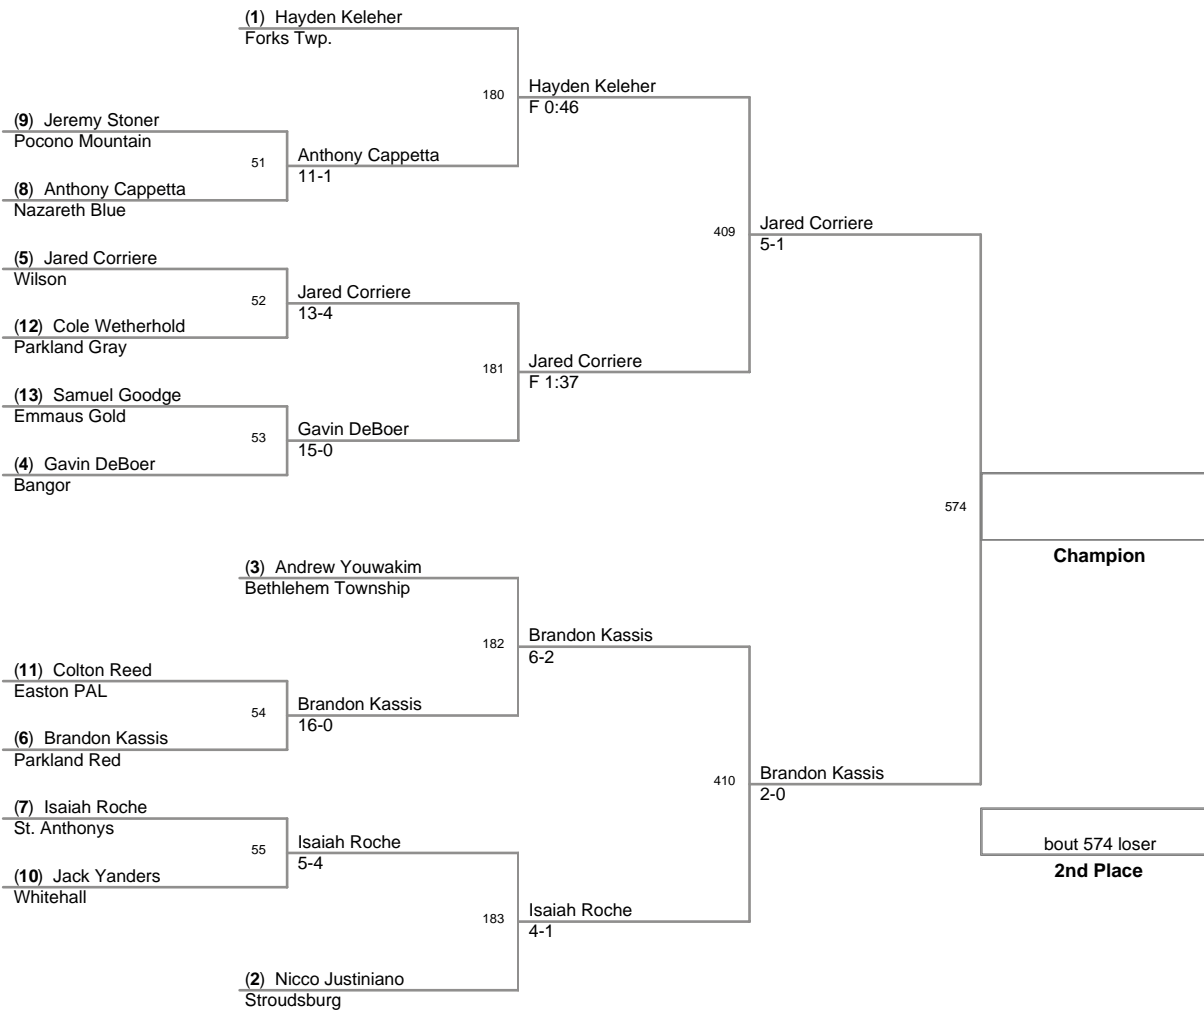 (1) Hayden Keleher
Forks Twp.
180
Hayden Keleher
F 0:46
(9) Jeremy Stoner
Pocono Mountain
51
Anthony Cappetta
11-1
(8) Anthony Cappetta
Nazareth Blue
409
Jared Corriere
5-1
(5) Jared Corriere
Wilson
52
Jared Corriere
13-4
(12) Cole Wetherhold
Parkland Gray
181
Jared Corriere
F 1:37
(13) Samuel Goodge
Emmaus Gold
53
Gavin DeBoer
15-0
(4) Gavin DeBoer
Bangor
574
Champion
(3) Andrew Youwakim
Bethlehem Township
182
Brandon Kassis
6-2
(11) Colton Reed
Easton PAL
54
Brandon Kassis
16-0
(6) Brandon Kassis
Parkland Red
410
Brandon Kassis
2-0
(7) Isaiah Roche
St. Anthonys
55
Isaiah Roche
5-4
(10) Jack Yanders
Whitehall
bout 574 loser
2nd Place
183
Isaiah Roche
4-1
(2) Nicco Justiniano
Stroudsburg